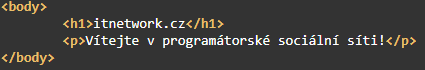 <body>
<h1>itnetwork.cz</h1>
<p>Vítejte v programátorské sociální síti!</p>
</body>